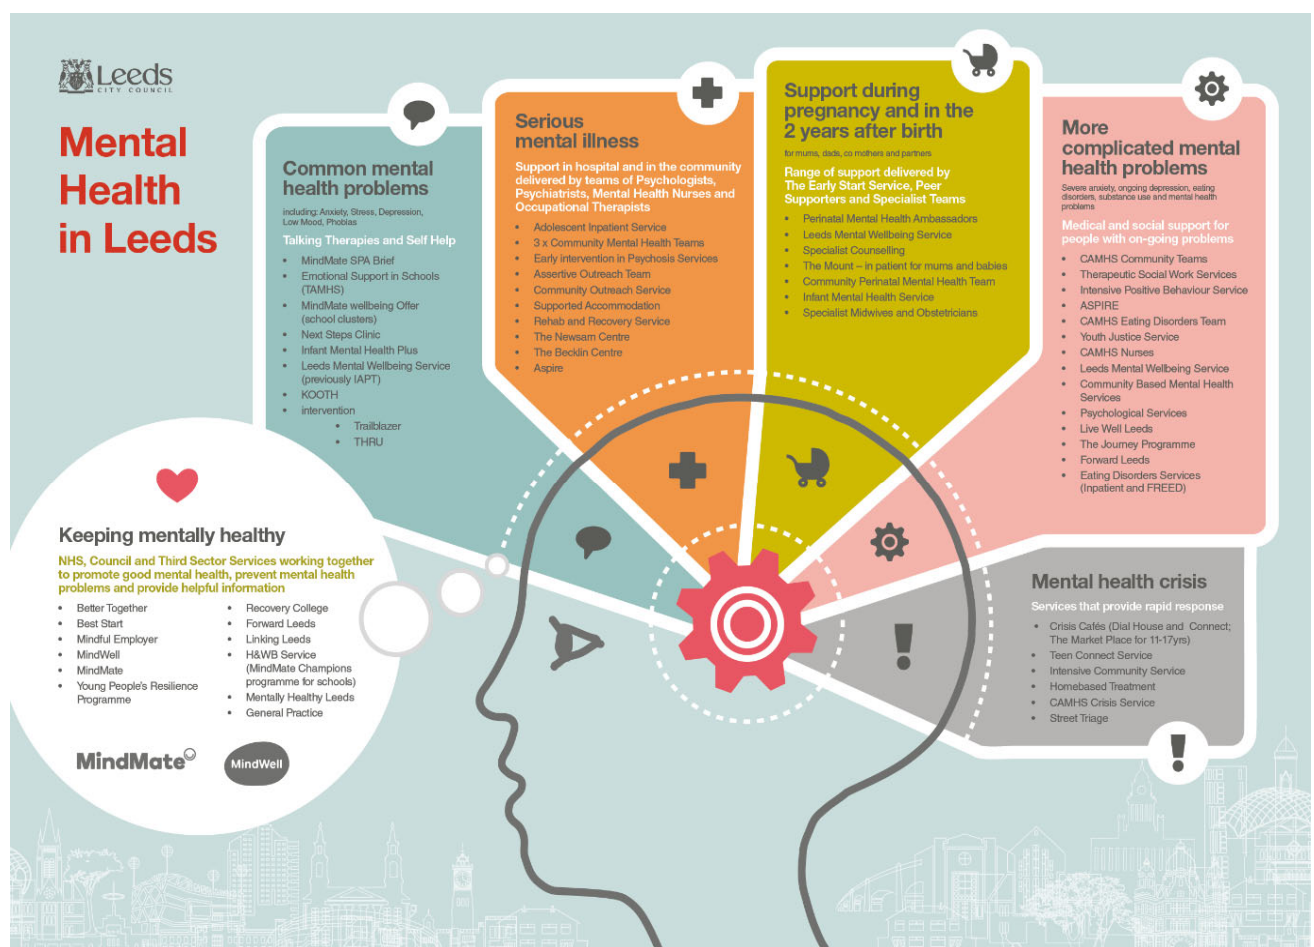 Leeds
CITY COUNCIL
Mental
Health
in Leeds
Common mental
health problems
including: Anxiety, Stress, Depression,
Low Mood, Phobias
Talking Therapies and Self Help
• MindMate SPA Brief
• Emotional Support in Schools
(TAMHS)
• MindMate wellbeing Offer
(school clusters)
• Next Steps Clinic
• Infant Mental Health Plus
• Leeds Mental Wellbeing Service
(previously IAPT)
• KOOTH
• intervention
• Trailblazer
• THRU
Serious
mental illness
Support in hospital and in the community
delivered by teams of Psychologists,
Psychiatrists, Mental Health Nurses and
Occupational Therapists
• Adolescent Inpatient Service
• 3 x Community Mental Health Teams
• Early intervention in Psychosis Services
• Assertive Outreach Team
• Community Outreach Service
• Supported Accommodation
• Rehab and Recovery Service
• The Newsam Centre
• The Becklin Centre
• Aspire
Support during
pregnancy and in the
2 years after birth
for mums, dads, co mothers and partners
Range of support delivered by
The Early Start Service, Peer
Supporters and Specialist Teams
• Perinatal Mental Health Ambassadors
• Leeds Mental Wellbeing Service
• Specialist Counselling
• The Mount – in patient for mums and babies
• Community Perinatal Mental Health Team
• Infant Mental Health Service
• Specialist Midwives and Obstetricians
More
complicated mental
health problems
Severe anxiety, ongoing depression, eating
disorders, substance use and mental health
problems
Medical and social support for
people with on-going problems
• CAMHS Community Teams
• Therapeutic Social Work Services
• Intensive Positive Behaviour Service
• ASPIRE
• CAMHS Eating Disorders Team
• Youth Justice Service
• CAMHS Nurses
• Leeds Mental Wellbeing Service
• Community Based Mental Health
Services
• Psychological Services
• Live Well Leeds
• The Journey Programme
• Forward Leeds
• Eating Disorders Services
(Inpatient and FREED)
Mental health crisis
Services that provide rapid response
• Crisis Cafés (Dial House and Connect;
The Market Place for 11-17yrs)
• Teen Connect Service
• Intensive Community Service
• Homebased Treatment
• CAMHS Crisis Service
• Street Triage
Keeping mentally healthy
NHS, Council and Third Sector Services working together
to promote good mental health, prevent mental health
problems and provide helpful information
• Better Together
• Best Start
• Mindful Employer
• MindWell
• MindMate
• Young People's Resilience
Programme
• Recovery College
• Forward Leeds
• Linking Leeds
• H&WB Service
(MindMate Champions
programme for schools)
• Mentally Healthy Leeds
• General Practice
MindMate
MindWell